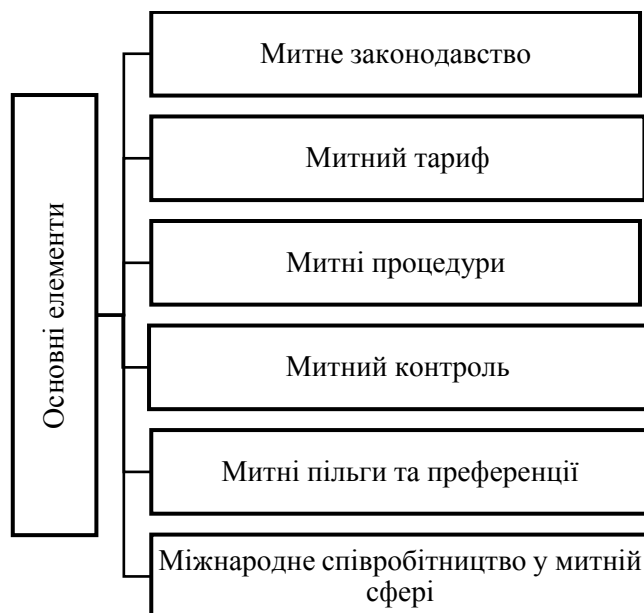 Основні елементи
Митне законодавство
Митний тариф
Митні процедури
Митний контроль
Митні пільги та преференції
Міжнародне співробітництво у митній
сфері